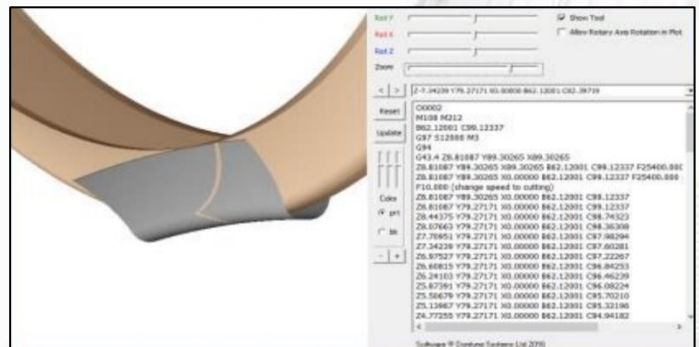 Rot Y
Show Tool
Rot X
Allow Rotary Axis Rotation in Plot
Rot Z
Zoom
< >
Z-7.34239 Y79.27171 X0.00000 B62.12001 C82.39719
Reset
O0002
M108 M212
Update
B62.12001 C99.12337
G97 S12000 M3
G94
G43.4 Z8.81087 Y89.30265 X89.30265
Z8.81087 Y89.30265 X89.30265 B62.12001 C99.12337 F25400.000
Z8.81087 Y89.30265 X0.00000 B62.12001 C99.12337 F25400.000
F10.000 (change speed to cutting)
Color
Z8.81087 Y89.30265 X0.00000 B62.12001 C99.12337
Z8.81087 Y79.27171 X0.00000 B62.12001 C99.12337
prt
Z8.44375 Y79.27171 X0.00000 B62.12001 C98.74323
Z8.07663 Y79.27171 X0.00000 B62.12001 C98.36308
bk
Z7.70951 Y79.27171 X0.00000 B62.12001 C97.98294
Z7.34239 Y79.27171 X0.00000 B62.12001 C97.60281
- +
Z6.97527 Y79.27171 X0.00000 B62.12001 C97.22267
Z6.60815 Y79.27171 X0.00000 B62.12001 C96.84253
Z6.24103 Y79.27171 X0.00000 B62.12001 C96.46239
Z5.87391 Y79.27171 X0.00000 B62.12001 C96.08224
Z5.50679 Y79.27171 X0.00000 B62.12001 C95.70210
Z5.13967 Y79.27171 X0.00000 B62.12001 C95.32196
Z4.77255 Y79.27171 X0.00000 B62.12001 C94.94182
Software © Systems Ltd 2016